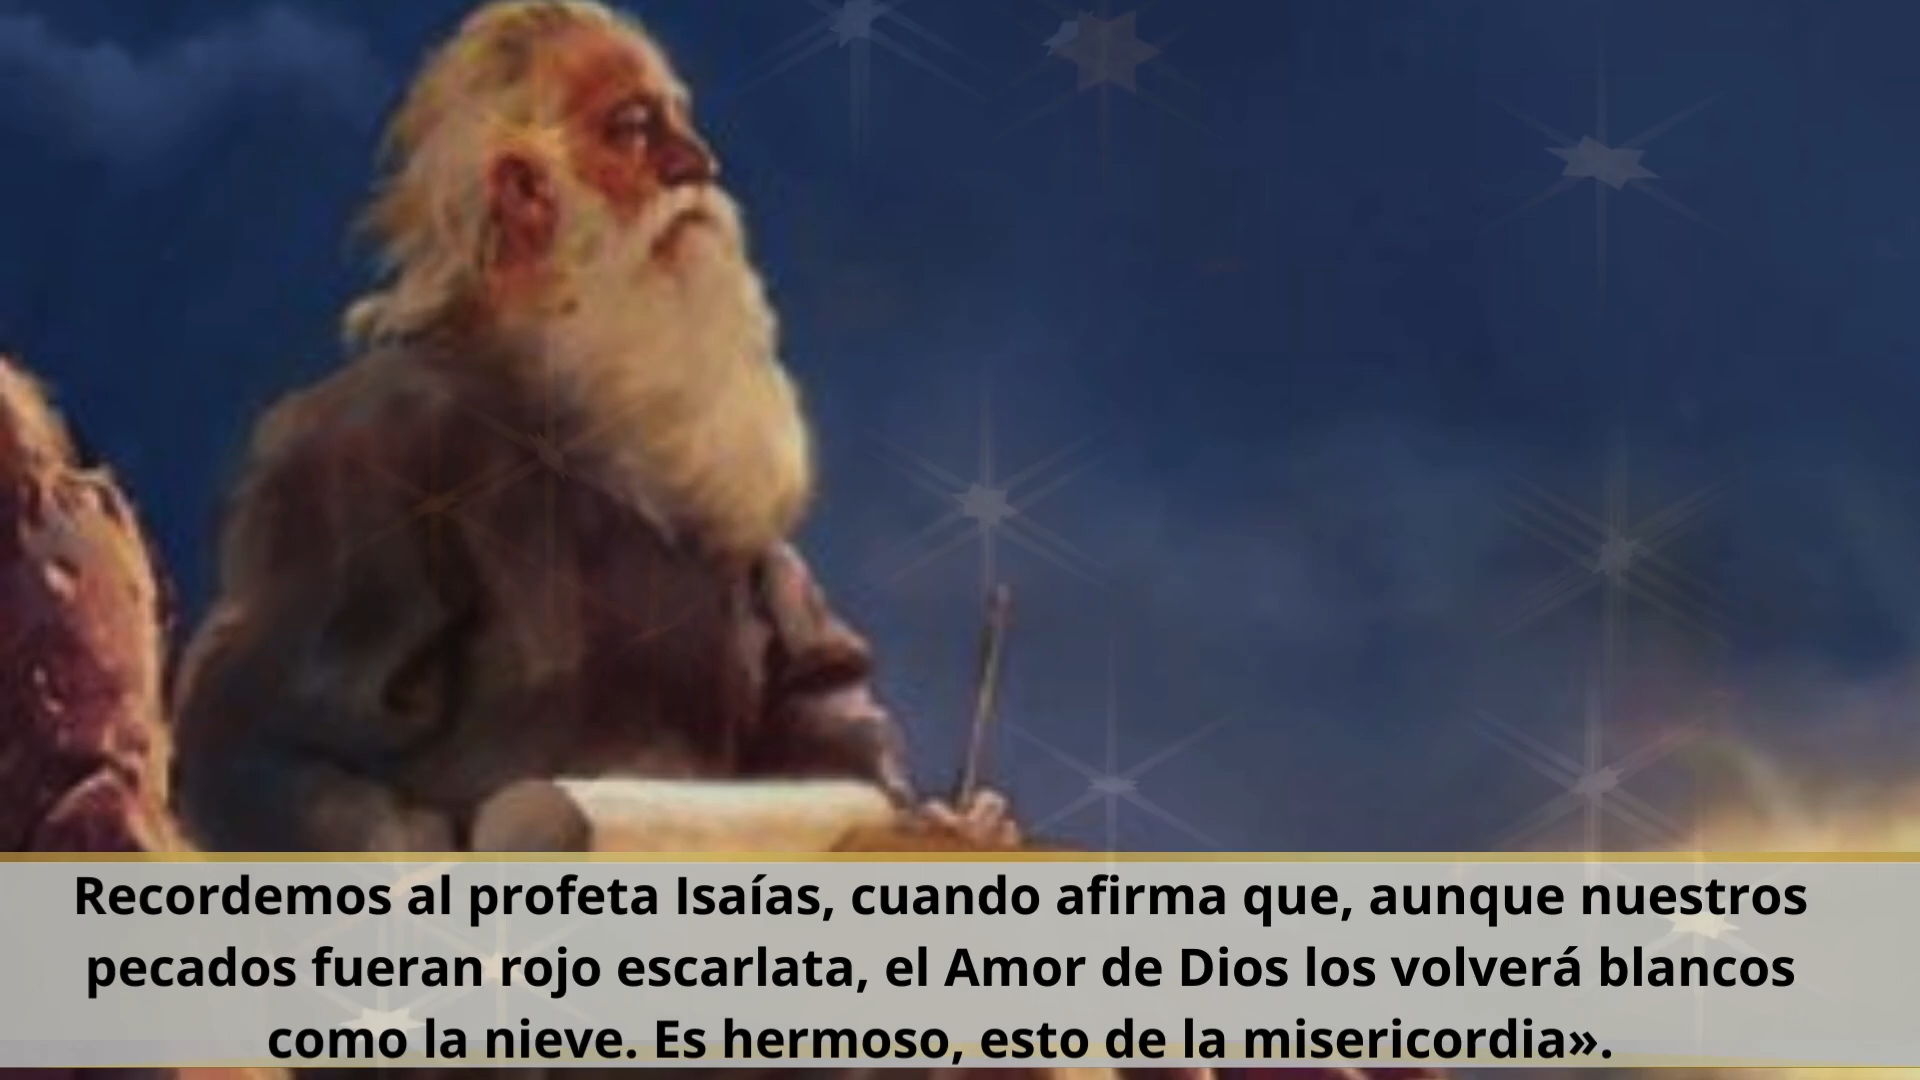 Recordemos al profeta Isaías, cuando afirma que, aunque nuestros
pecados fueran rojo escarlata, el Amor de Dios los volverá blancos
como la nieve. Es hermoso, esto de la misericordia».